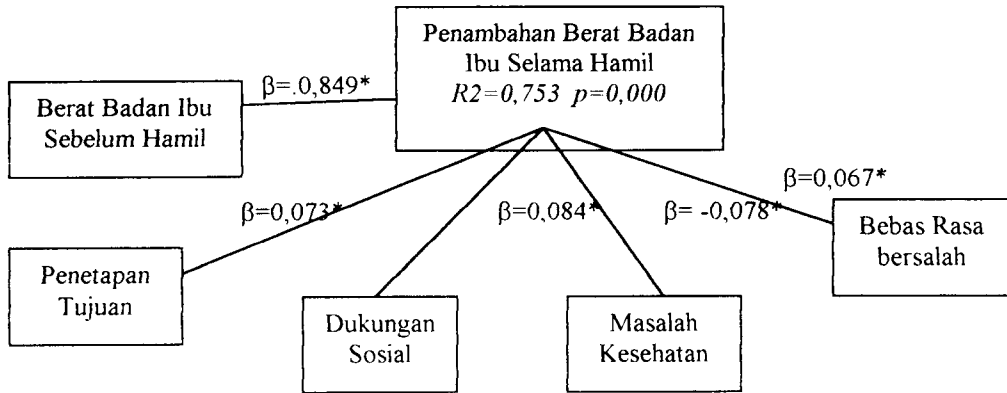 Penambahan Berat Badan
Ibu Selama Hamil
R2=0,753 p=0,000
β=.0,849*
Berat Badan Ibu
Sebelum Hamil
β=0,067*
β=0,073*
β=0,084*
β= -0,078*
Bebas Rasa
bersalah
Penetapan
Tujuan
Dukungan
Sosial
Masalah
Kesehatan